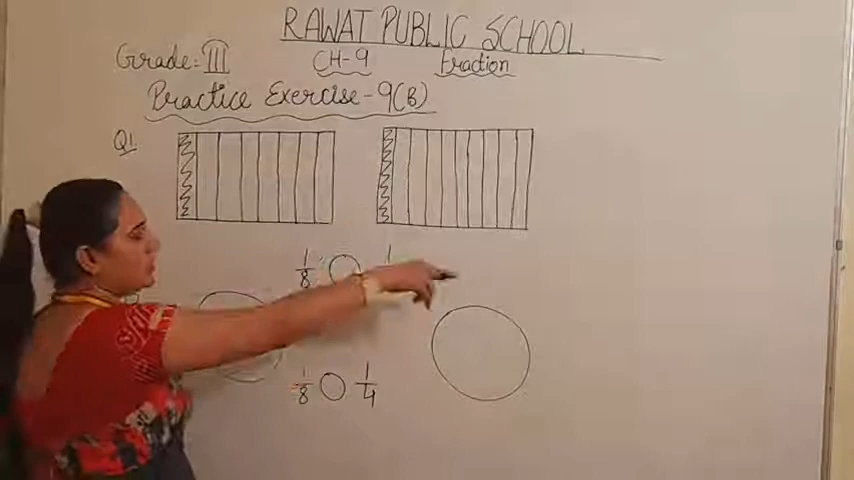 RAWAT PUBLIC SCHOOL
Grade:- III CH-9 Fraction
Practice Exercise - 9(B)
Q1.
1/8 ○ 1
1/8 ○ 1/4